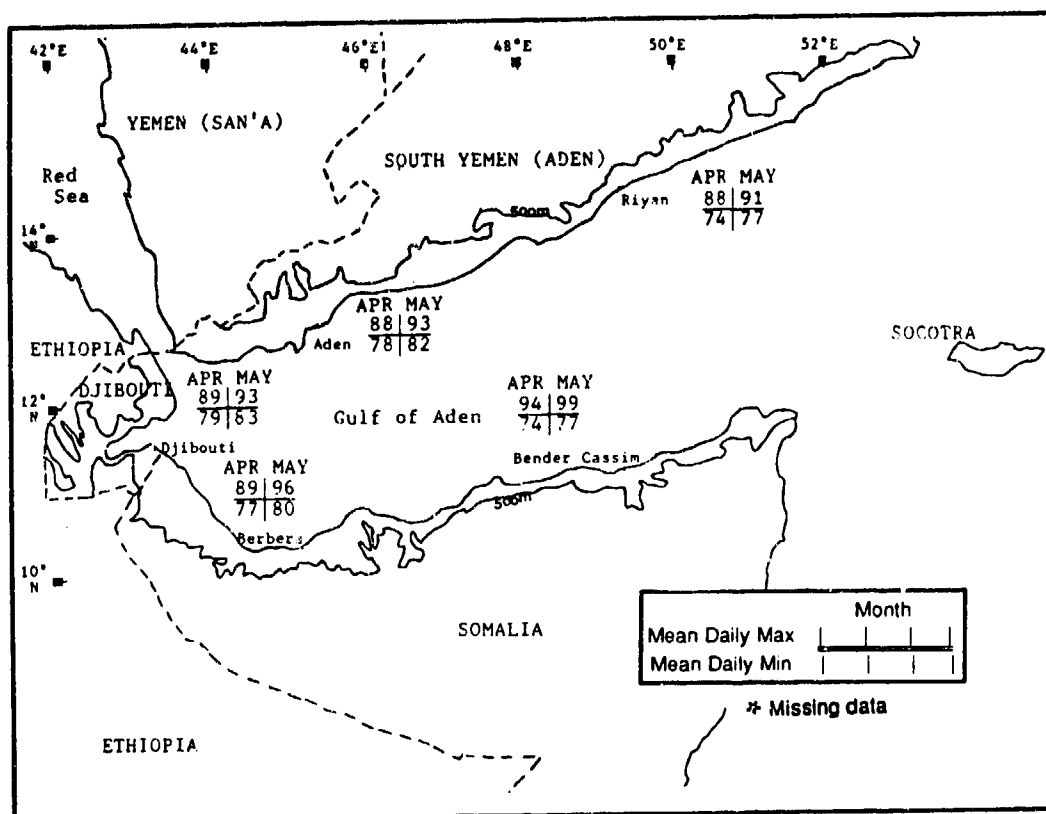 42°E 44°E 46°E 48°E 50°E 52°E
YEMEN (SAN'A)
SOUTH YEMEN (ADEN)
Red
Sea
APR MAY
88 91
74 77
Riyan
500m
14°
N
APR MAY
88 93
78 82
Aden
SOCOTRA
ETHIOPIA
DJIBOUTI
APR MAY
89 93
79 83
12°
N
APR MAY
94 99
74 77
Gulf of Aden
Djibouti
Bender Cassim
APR MAY
89 96
77 80
500m
Berbera
10°
N
SOMALIA
Month
Mean Daily Max
Mean Daily Min
* Missing data
ETHIOPIA